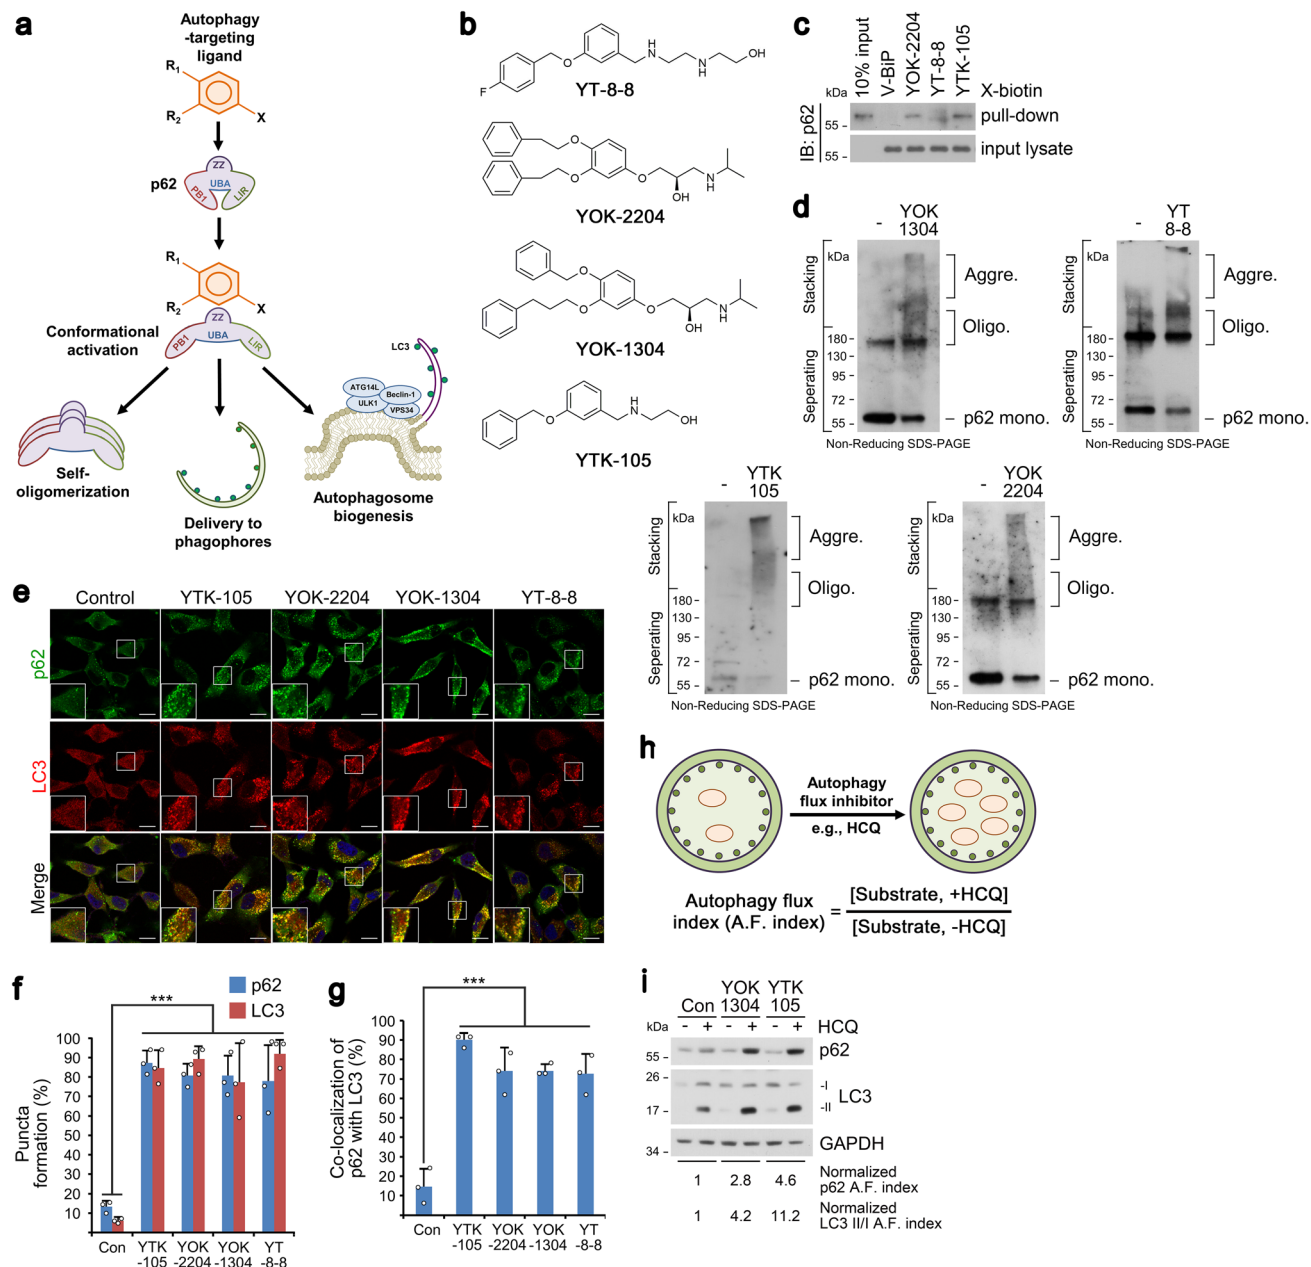 a
Autophagy
-targeting
ligand
R1
R2
X
ZZ
p62
PB1
UBA
LIR
R1
R2
X
ZZ
Conformational
activation
PB1
UBA
LIR
LC3
ATG14L
Beclin-1
ULK1
VPS34
Self-
oligomerization
Delivery to
phagophores
Autophagosome
biogenesis
b
O
N
H
N
H
OH
F
YT-8-8
O
O
O
OH
N
H
YOK-2204
O
O
O
OH
N
H
YOK-1304
O
N
H
OH
YTK-105
c
kDa
10% input
V-BiP
YOK-2204
YT-8-8
YTK-105
X-biotin
IB: p62
55
pull-down
55
input lysate
d
- YOK
1304
Stacking
Seperating
kDa
180
130
95
72
55
Aggre.
Oligo.
p62 mono.
Non-Reducing SDS-PAGE
- YT
8-8
Stacking
Seperating
kDa
180
130
95
72
55
Aggre.
Oligo.
p62 mono.
Non-Reducing SDS-PAGE
- YTK
105
Stacking
Seperating
kDa
180
130
95
72
55
Aggre.
Oligo.
p62 mono.
Non-Reducing SDS-PAGE
- YOK
2204
Stacking
Seperating
kDa
180
130
95
72
55
Aggre.
Oligo.
p62 mono.
Non-Reducing SDS-PAGE
e
Control YTK-105 YOK-2204 YOK-1304 YT-8-8
p62
LC3
Merge
f
p62
LC3
***
Puncta
formation (%)
100
90
80
70
60
50
40
30
20
10
Con YTK
-105 YOK
-2204 YOK
-1304 YT
-8-8
g
***
Co-localization of
p62 with LC3 (%)
100
90
80
70
60
50
40
30
20
10
0
Con YTK
-105 YOK
-2204 YOK
-1304 YT
-8-8
h
Autophagy
flux inhibitor
e.g., HCQ
Autophagy flux
index (A.F. index)
=
[Substrate, +HCQ]
[Substrate, -HCQ]
i
Con YOK
1304 YTK
105
kDa - + - + - + HCQ
55 p62
26 -I
17 -II
LC3
34 GAPDH
1 2.8 4.6 Normalized
p62 A.F. index
1 4.2 11.2 Normalized
LC3 II/I A.F. index